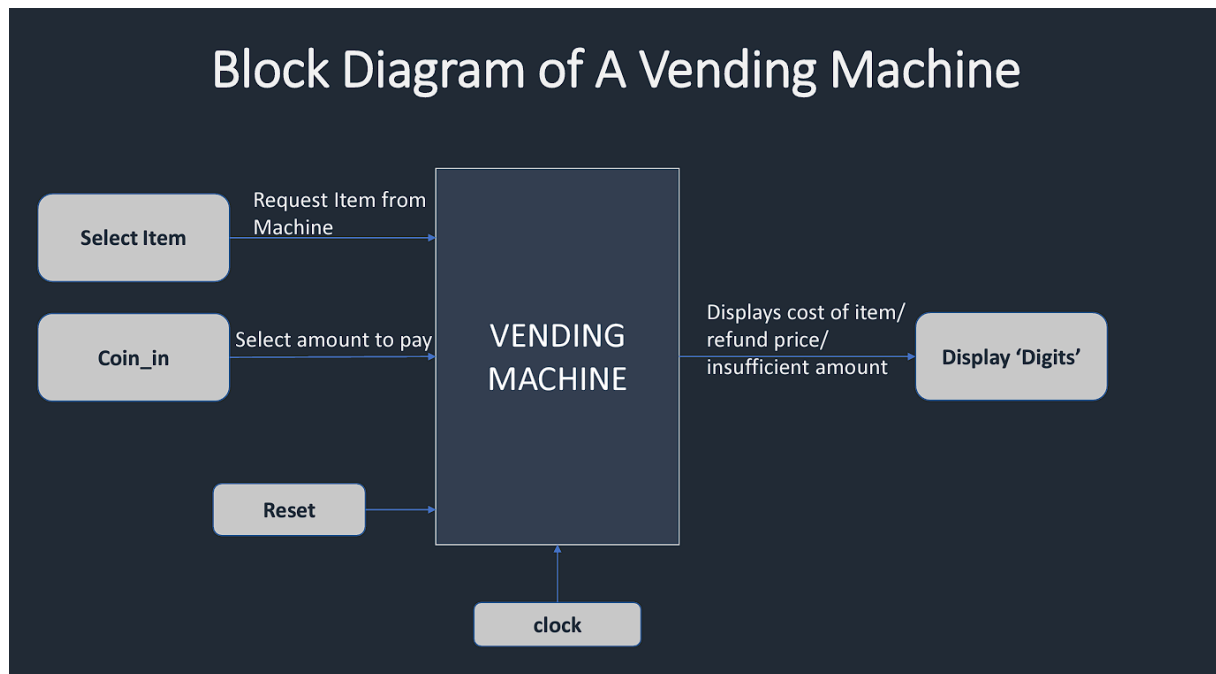 Block Diagram of A Vending Machine
Select Item
Request Item from
Machine
Coin_in
Select amount to pay
VENDING
MACHINE
Displays cost of item/
refund price/
insufficient amount
Display ‘Digits’
Reset
clock